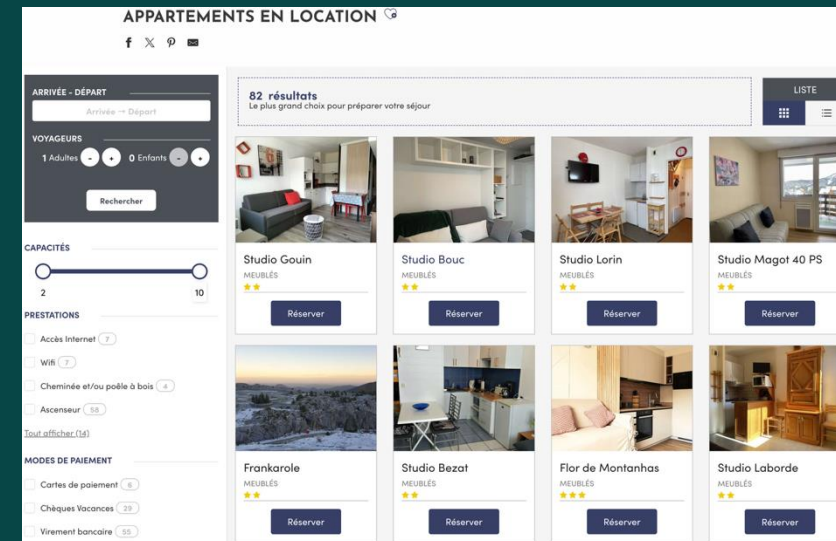 APPARTEMENTS EN LOCATION
ARRIVÉE - DÉPART
Arrivée → Départ
VOYAGEURS
1 Adultes - + 0 Enfants - +
Rechercher
CAPACITÉS
2 10
PRESTATIONS
Accès Internet 7
Wifi 7
Cheminée et/ou poêle à bois 4
Ascenseur 58
Tout afficher (14)
MODES DE PAIEMENT
Cartes de paiement 6
Chèques Vacances 29
Virement bancaire 55
82 résultats
Le plus grand choix pour préparer votre séjour
LISTE
Studio Gouin
MEUBLÉS
Réserver
Studio Bouc
MEUBLÉS
Réserver
Studio Lorin
MEUBLÉS
Réserver
Studio Magot 40 PS
MEUBLÉS
Réserver
Frankarole
MEUBLÉS
Réserver
Studio Bezat
MEUBLÉS
Réserver
Flor de Montanhas
MEUBLÉS
Réserver
Studio Laborde
MEUBLÉS
Réserver